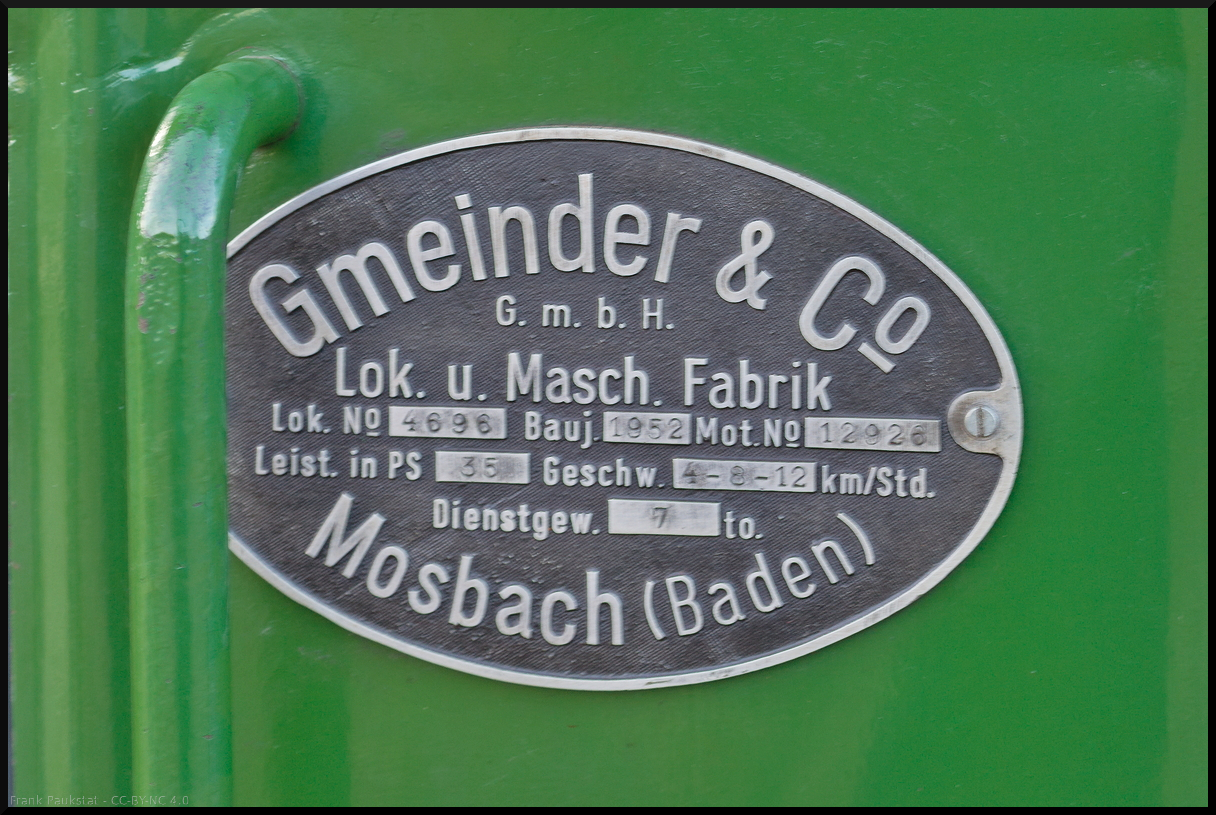 Gmeinder & Co
G. m. b. H.
Lok. u. Masch. Fabrik
Lok. No 4696 Bauj. 1952 Mot. No 12926
Leist. in PS 35 Geschw. 4-8-12 km/Std.
Dienstgew. 7 to.
Mosbach (Baden)
Frank Paukstat - CC-BY-NC 4.0